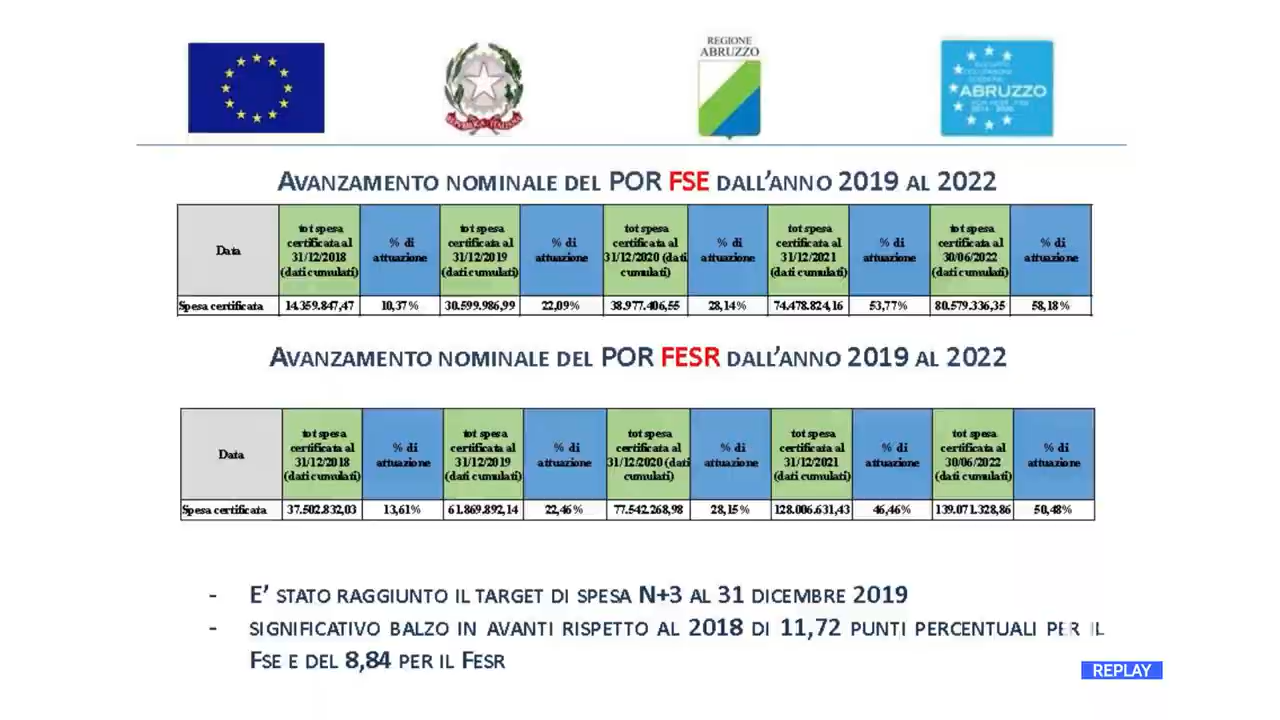 REGIONE
ABRUZZO
REPVBBLICA ITALIANA
ABRUZZO
AVANZAMENTO NOMINALE DEL POR FSE DALL'ANNO 2019 AL 2022
Data
tot spesa
certificata al
31/12/2018
(dati cumulati)
% di
attuazione
tot spesa
certificata al
31/12/2019
(dati cumulati)
% di
attuazione
tot spesa
certificata al
31/12/2020 (dati
cumulati)
% di
attuazione
tot spesa
certificata al
31/12/2021
(dati cumulati)
% di
attuazione
tot spesa
certificata al
30/06/2022
(dati cumulati)
% di
attuazione
Spesa certificata 14.359.847,47 10,37% 30.599.986,99 22,09% 38.977.406,55 28,14% 74.478.824,16 53,77% 80.579.336,35 58,18%
AVANZAMENTO NOMINALE DEL POR FESR DALL'ANNO 2019 AL 2022
Data
tot spesa
certificata al
31/12/2018
(dati cumulati)
% di
attuazione
tot spesa
certificata al
31/12/2019
(dati cumulati)
% di
attuazione
tot spesa
certificata al
31/12/2020 (dati
cumulati)
% di
attuazione
tot spesa
certificata al
31/12/2021
(dati cumulati)
% di
attuazione
tot spesa
certificata al
30/06/2022
(dati cumulati)
% di
attuazione
Spesa certificata 37.502.832,03 13,61% 61.869.892,14 22,46% 77.542.268,98 28,15% 128.006.631,43 46,46% 139.071.328,86 50,48%
- E' STATO RAGGIUNTO IL TARGET DI SPESA N+3 AL 31 DICEMBRE 2019
- SIGNIFICATIVO BALZO IN AVANTI RISPETTO AL 2018 DI 11,72 PUNTI PERCENTUALI PER IL
FSE E DEL 8,84 PER IL FESR
REPLAY